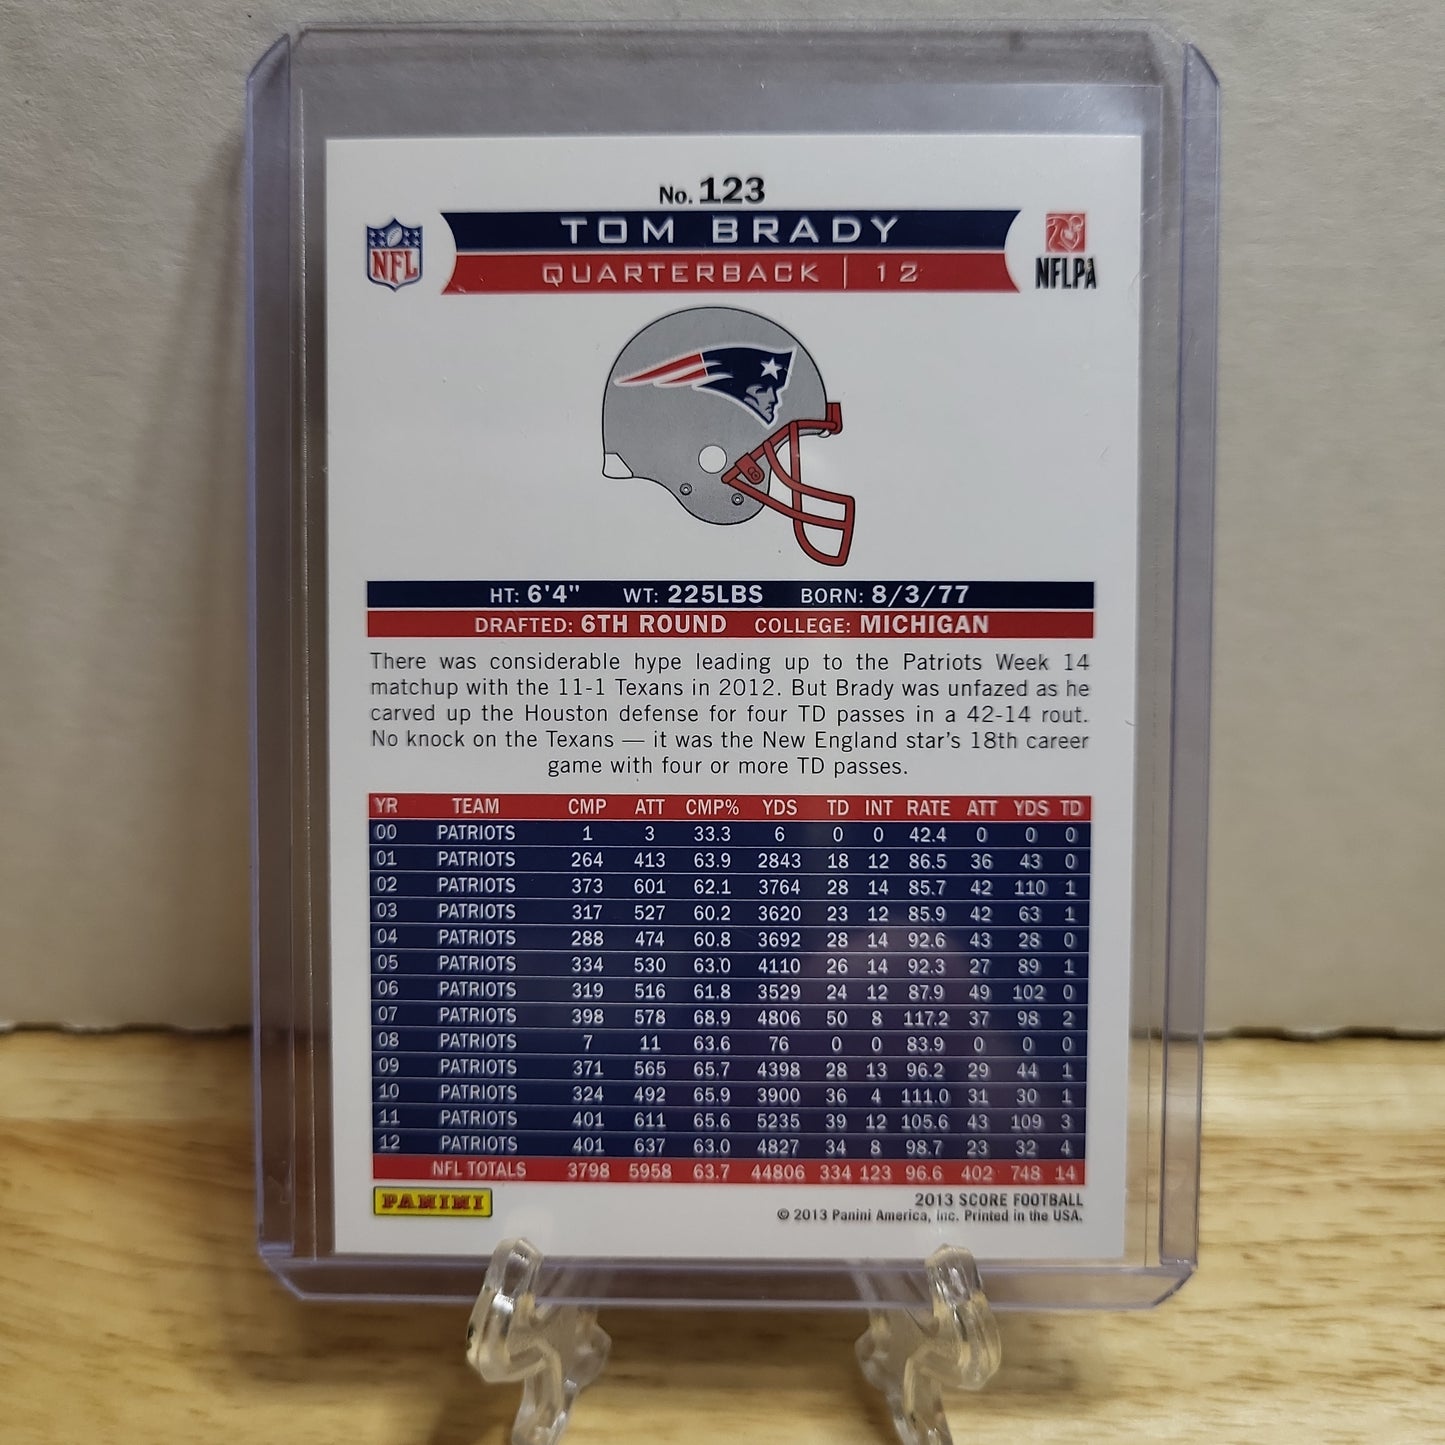 No. 123
NFL
TOM BRADY
QUARTERBACK | 12
NFLPA
HT: 6'4" WT: 225LBS BORN: 8/3/77
DRAFTED: 6TH ROUND COLLEGE: MICHIGAN
There was considerable hype leading up to the Patriots Week 14
matchup with the 11-1 Texans in 2012. But Brady was unfazed as he
carved up the Houston defense for four TD passes in a 42-14 rout.
No knock on the Texans — it was the New England star's 18th career
game with four or more TD passes.
YR TEAM CMP ATT CMP% YDS TD INT RATE ATT YDS TD
00 PATRIOTS 1 3 33.3 6 0 0 42.4 0 0 0
01 PATRIOTS 264 413 63.9 2843 18 12 86.5 36 43 0
02 PATRIOTS 373 601 62.1 3764 28 14 85.7 42 110 1
03 PATRIOTS 317 527 60.2 3620 23 12 85.9 42 63 1
04 PATRIOTS 288 474 60.8 3692 28 14 92.6 43 28 0
05 PATRIOTS 334 530 63.0 4110 26 14 92.3 27 89 1
06 PATRIOTS 319 516 61.8 3529 24 12 87.9 49 102 0
07 PATRIOTS 398 578 68.9 4806 50 8 117.2 37 98 2
08 PATRIOTS 7 11 63.6 76 0 0 83.9 0 0 0
09 PATRIOTS 371 565 65.7 4398 28 13 96.2 29 44 1
10 PATRIOTS 324 492 65.9 3900 36 4 111.0 31 30 1
11 PATRIOTS 401 611 65.6 5235 39 12 105.6 43 109 3
12 PATRIOTS 401 637 63.0 4827 34 8 98.7 23 32 4
NFL TOTALS 3798 5958 63.7 44806 334 123 96.6 402 748 14
PANINI
2013 SCORE FOOTBALL
© 2013 Panini America, Inc. Printed in the USA.